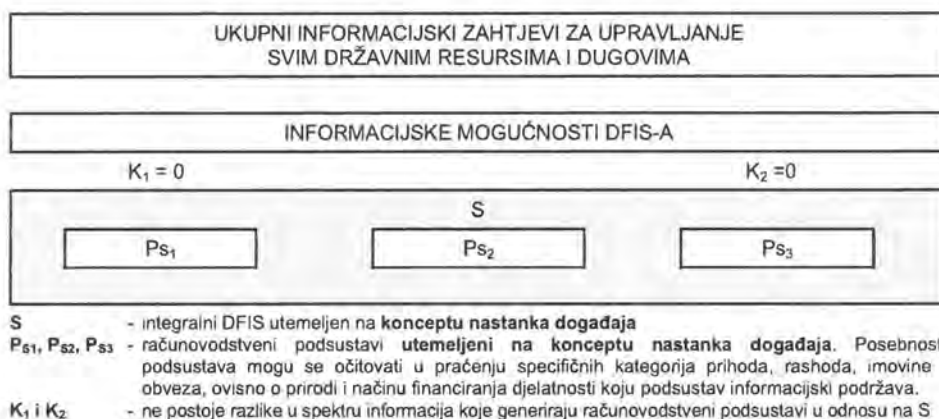 UKUPNI INFORMACIJSKI ZAHTJEVI ZA UPRAVLJANJE
SVIM DRŽAVNIM RESURSIMA I DUGOVIMA
INFORMACIJSKE MOGUĆNOSTI DFIS-A
K₁ = 0 K₂ =0
S
Ps₁ Ps₂ Ps₃
S - integralni DFIS utemeljen na konceptu nastanka događaja
P_S1, P_S2, P_S3 - računovodstveni podsustavi utemeljeni na konceptu nastanka događaja. Posebnost
podsustava mogu se očitovati u praćenju specifičnih kategorija prihoda, rashoda, imovine
obveza, ovisno o prirodi i načinu financiranja djelatnosti koju podsustav informacijski podržava.
K₁ i K₂ - ne postoje razlike u spektru informacija koje generiraju računovodstveni podsustavi u odnosu na S